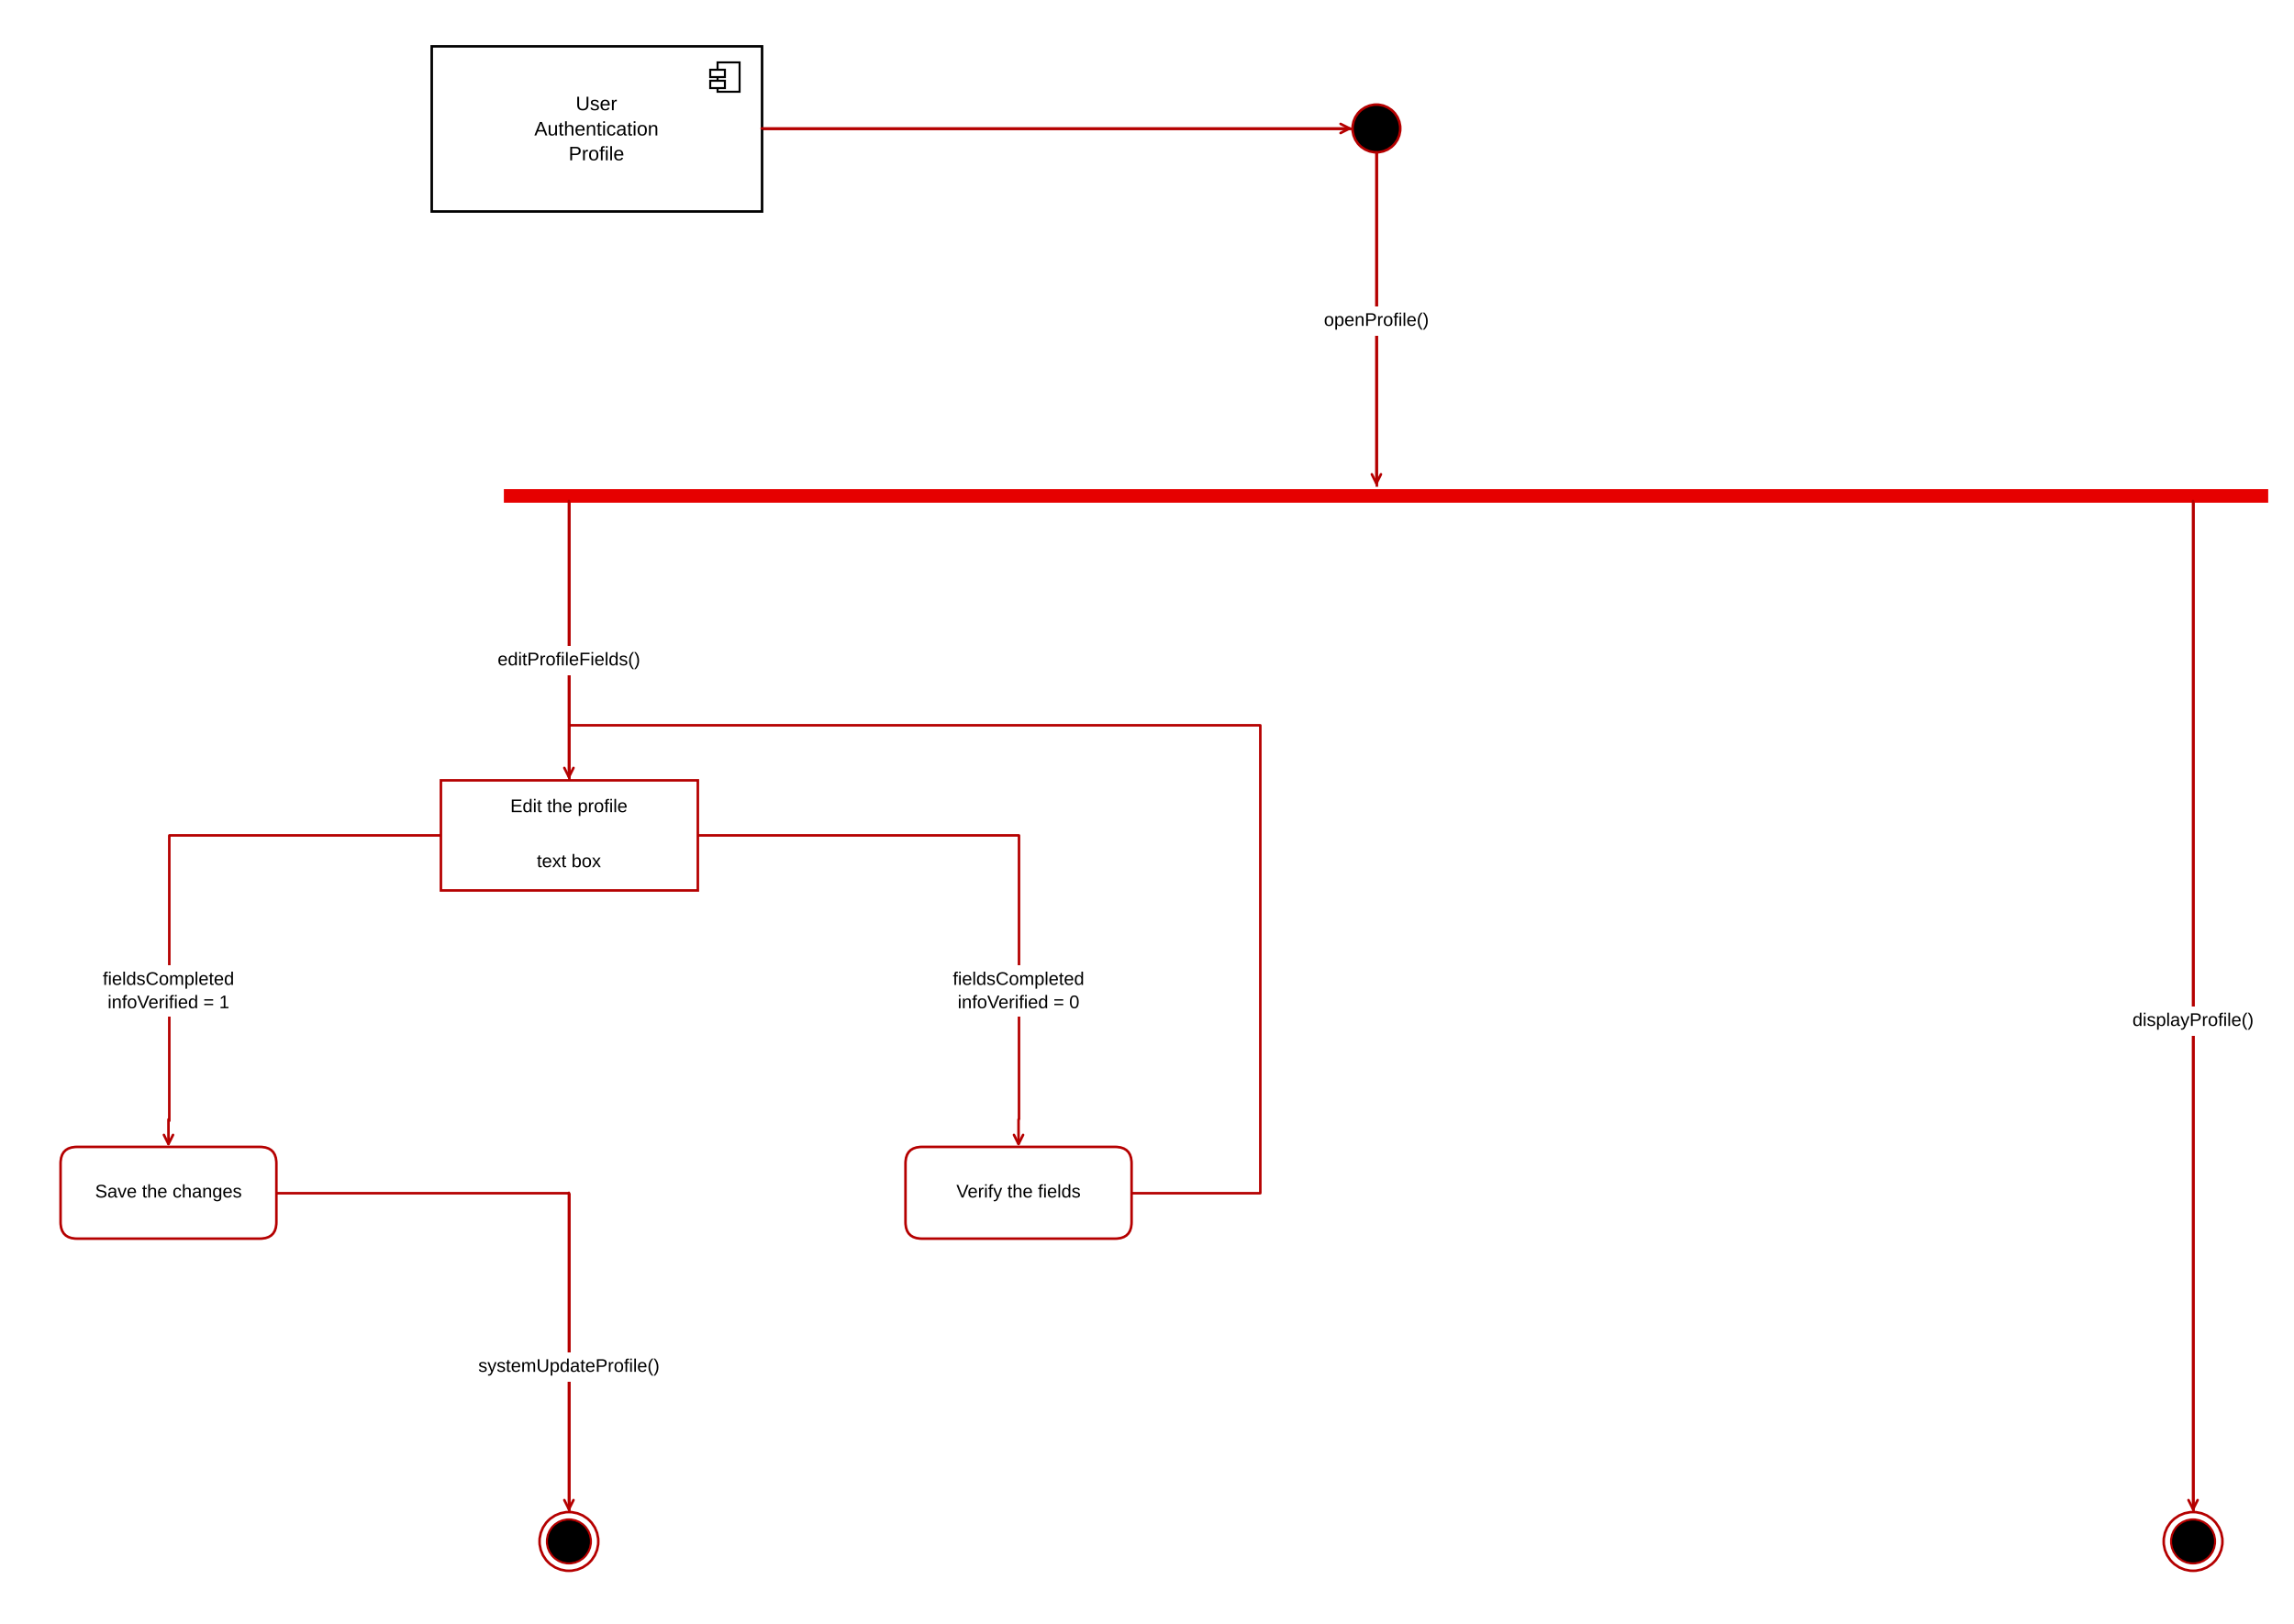 User
Authentication
Profile
openProfile()
editProfileFields()
Edit the profile
text box
fieldsCompleted
infoVerified = 1
fieldsCompleted
infoVerified = 0
displayProfile()
Save the changes
Verify the fields
systemUpdateProfile()